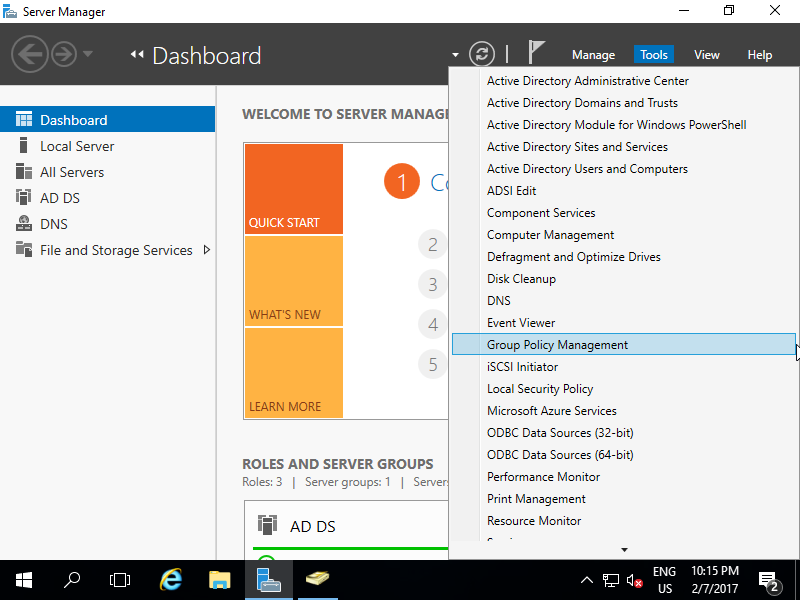 Server Manager
Dashboard
Manage
Tools
View
Help
Dashboard
Local Server
All Servers
AD DS
DNS
File and Storage Services
WELCOME TO SERVER MANAG
QUICK START
WHAT'S NEW
LEARN MORE
1
2
3
4
5
ROLES AND SERVER GROUPS
Roles: 3 | Server groups: 1 | Servers
AD DS
Active Directory Administrative Center
Active Directory Domains and Trusts
Active Directory Module for Windows PowerShell
Active Directory Sites and Services
Active Directory Users and Computers
ADSI Edit
Component Services
Computer Management
Defragment and Optimize Drives
Disk Cleanup
DNS
Event Viewer
Group Policy Management
iSCSI Initiator
Local Security Policy
Microsoft Azure Services
ODBC Data Sources (32-bit)
ODBC Data Sources (64-bit)
Performance Monitor
Print Management
Resource Monitor
ENG
US
10:15 PM
2/7/2017
2